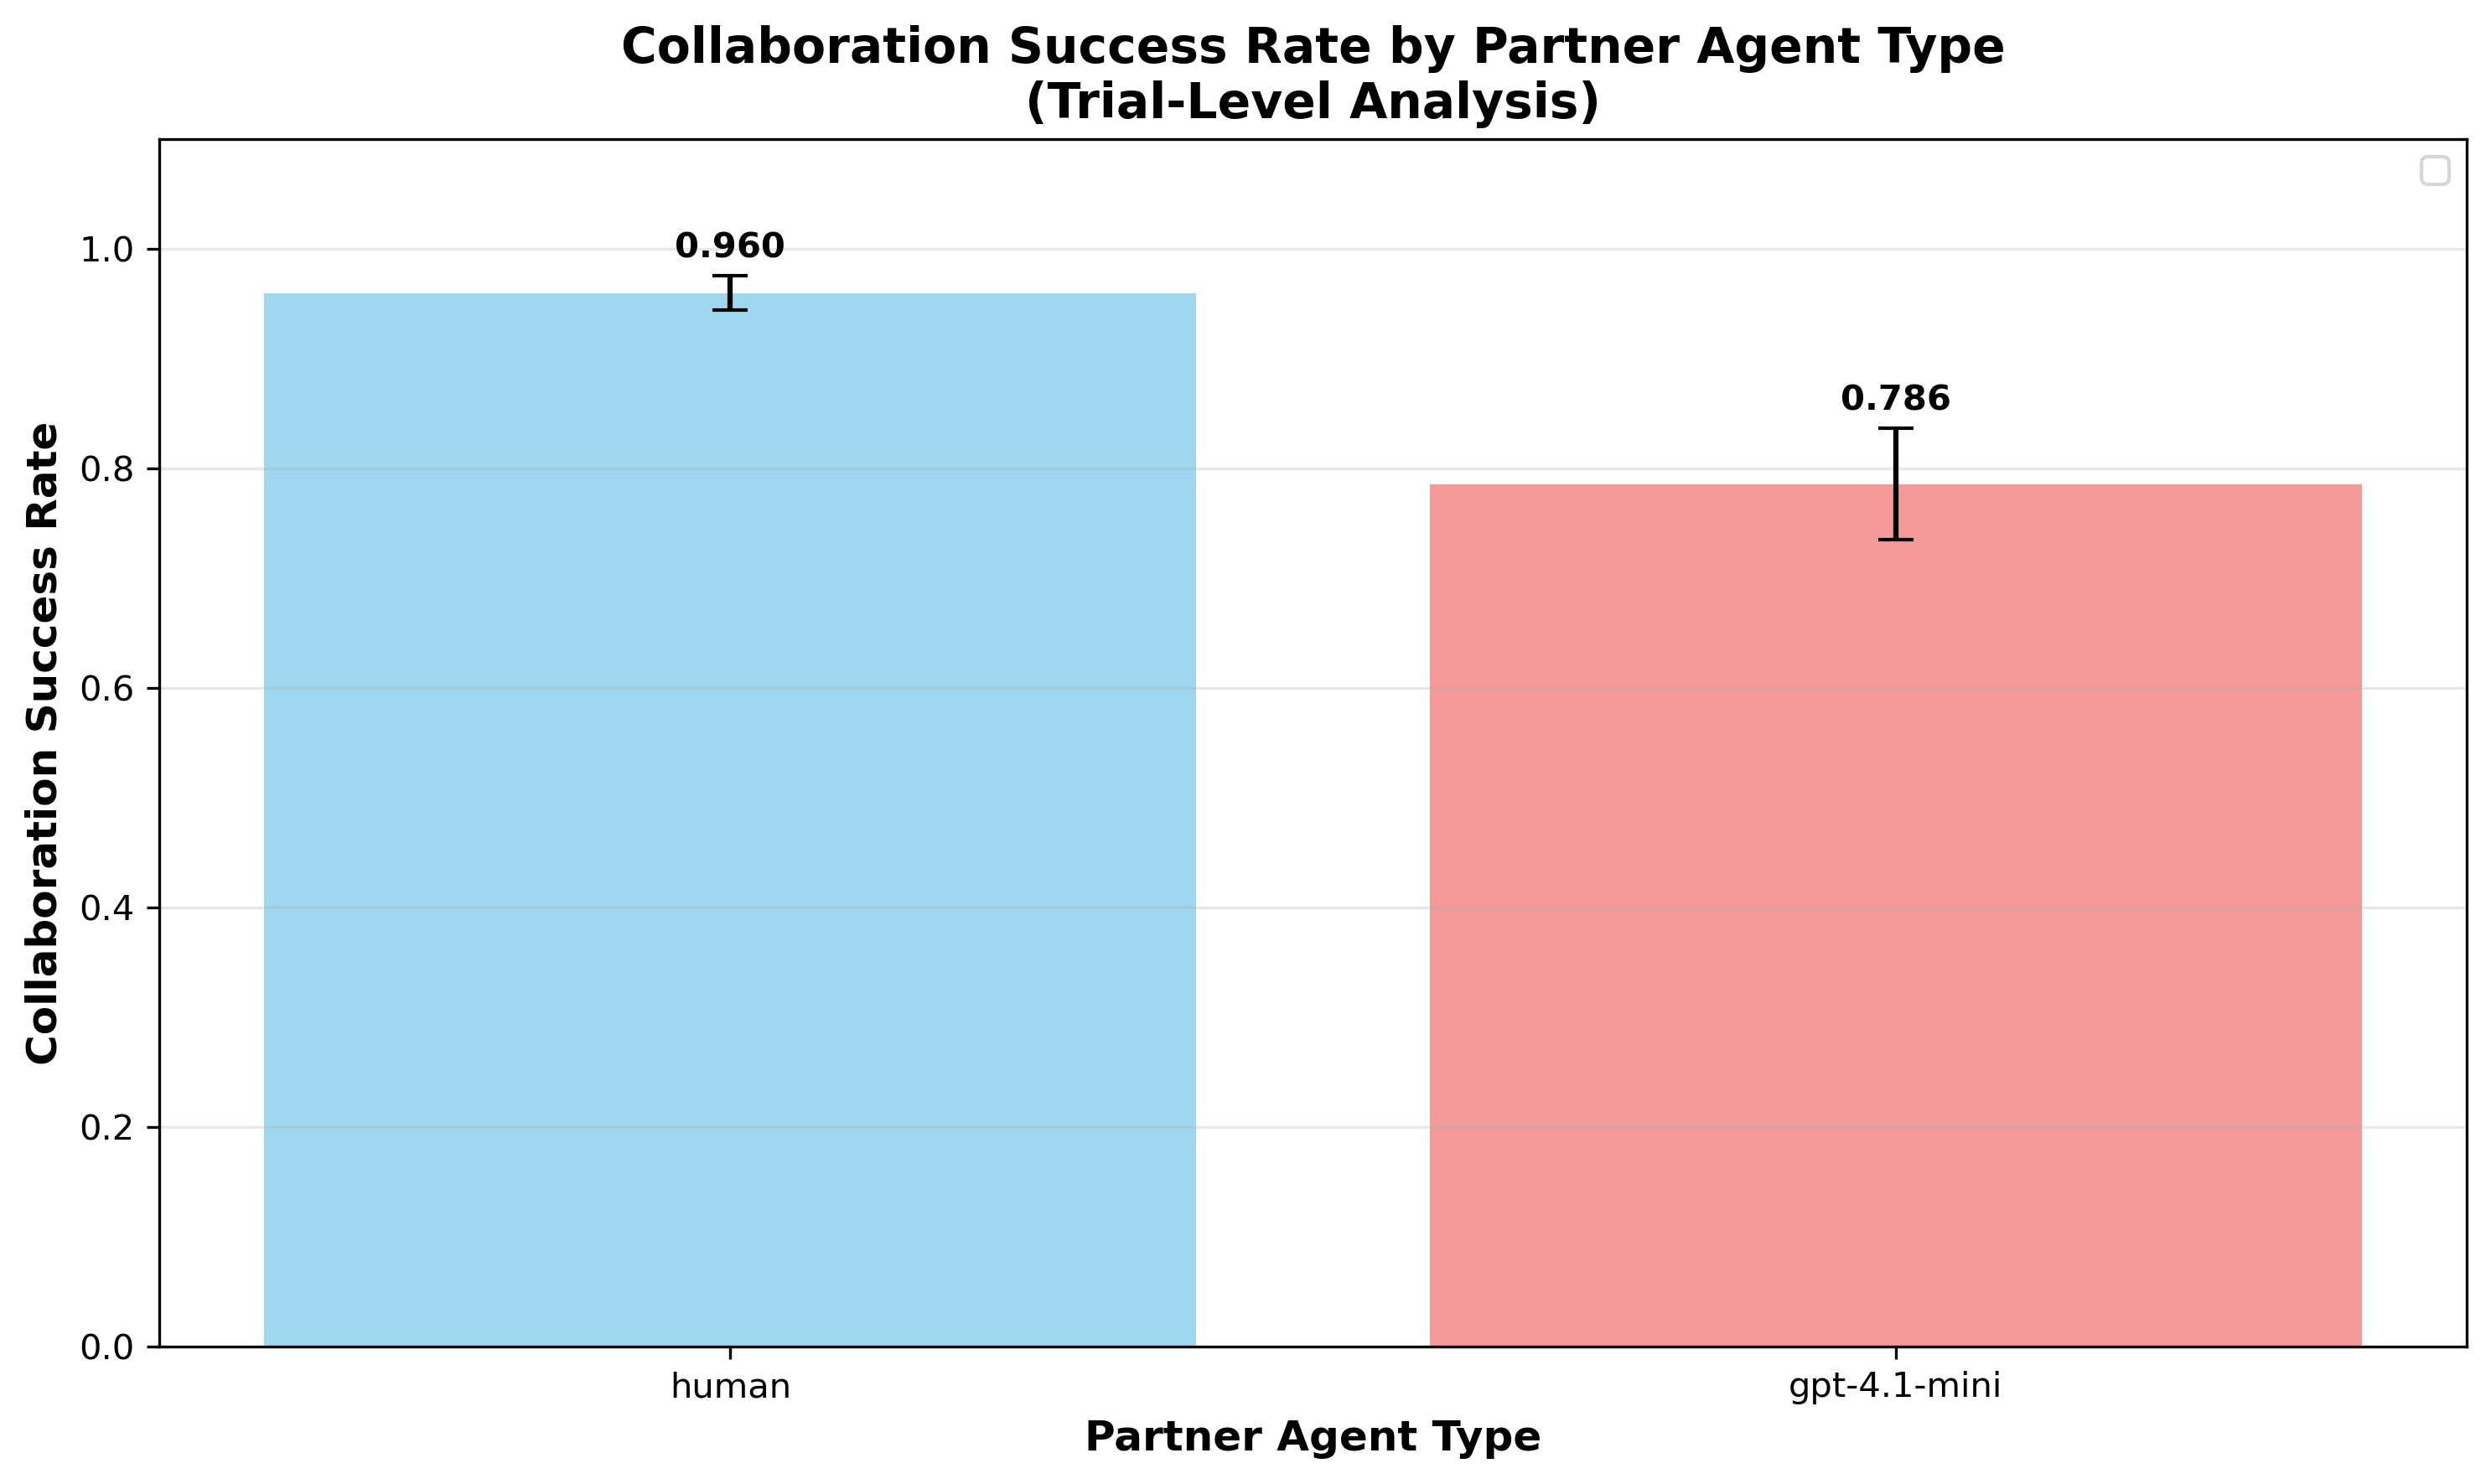 Collaboration Success Rate by Partner Agent Type
(Trial-Level Analysis)
Collaboration Success Rate
1.0
0.8
0.6
0.4
0.2
0.0
0.960
0.786
human
gpt-4.1-mini
Partner Agent Type